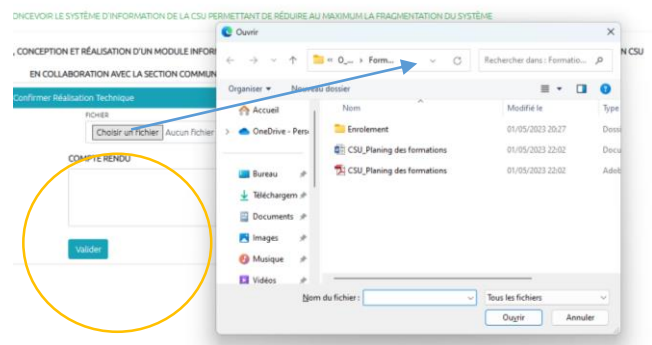 ONCEVOIR LE SYSTÈME D'INFORMATION DE LA CSU PERMETTANT DE RÉDUIRE AU MAXIMUM LA FRAGMENTATION DU SYSTÈME
, CONCEPTION ET RÉALISATION D'UN MODULE INFOR
N CSU
EN COLLABORATION AVEC LA SECTION COMMUN
Confirmer Réalisation Technique
FICHIER
Choisir un fichier Aucun fichier
COMPTE RENDU
Valider
Ouvrir
« O_... › Form...
Rechercher dans : Formatio...
Organiser Nouveau dossier
Nom Modifié le Type
Accueil
OneDrive - Pers
Bureau
Téléchargem
Documents
Images
Musique
Vidéos
Enrolement 01/05/2023 20:27 Dossi
CSU_Planing des formations 01/05/2023 22:02 Docu
CSU_Planing des formations 01/05/2023 22:02 Adob
Nom du fichier : Tous les fichiers
Ouvrir Annuler